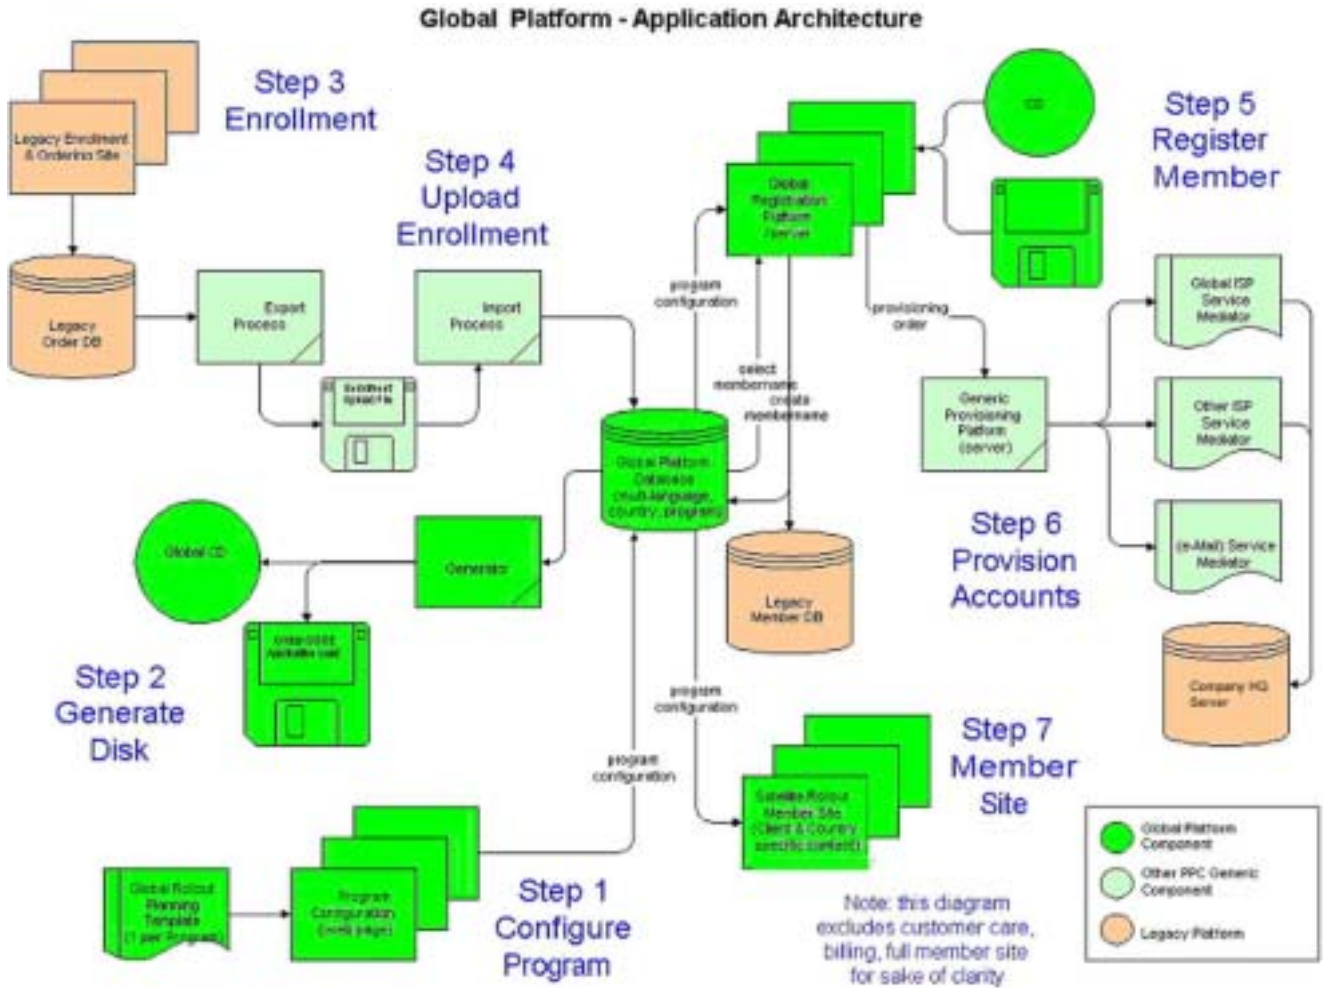 Global Platform - Application Architecture
Step 3
Enrollment
Legacy Enrollment
& Ordering Site
Step 4
Upload
Enrollment
Legacy
Order DB
Export
Process
Import
Process
Upload File
Global
Registration
Platform
(server)
CD
Step 5
Register
Member
program
configuration
provisioning
order
select
membername
create
membername
Global ISP
Service
Mediator
Other ISP
Service
Mediator
(e-Mail) Service
Mediator
Generic
Provisioning
Platform
(server)
Step 6
Provision
Accounts
Company HQ
Server
Global Platform
Database
(multi-language,
country, program)
Legacy
Member DB
Global CD
Generator
Step 2
Generate
Disk
program
configuration
program
configuration
Satellite Rollout
Member Site
(Client & Country
specific content)
Step 7
Member
Site
Global Rollout
Planning
Template
(1 per Program)
Program
Configuration
(web page)
Step 1
Configure
Program
Note: this diagram
excludes customer care,
billing, full member site
for sake of clarity
Global Platform
Component
Other PPC Generic
Component
Legacy Platform